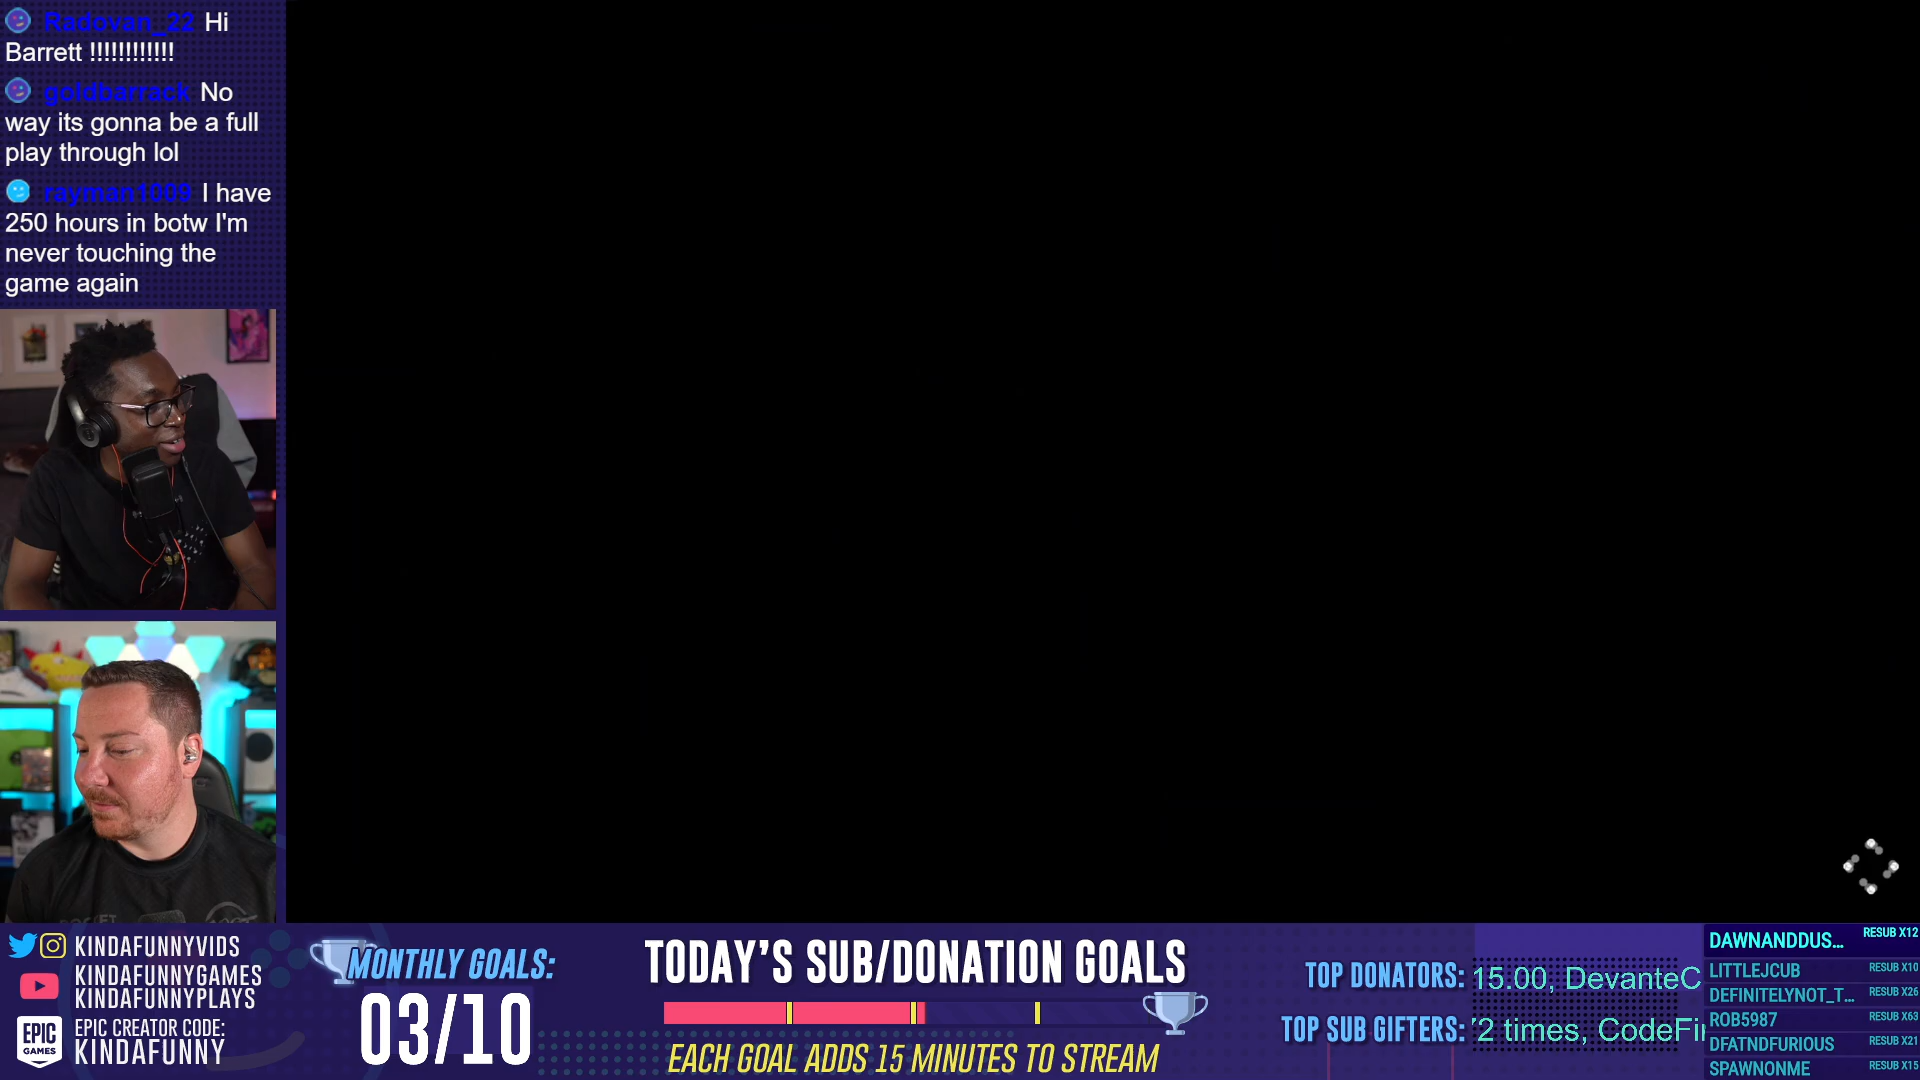 Radovan_22 Hi
Barrett !!!!!!!!!!!!
goldbarrack No
way its gonna be a full
play through lol
rayman1009 I have
250 hours in botw I'm
never touching the
game again
KINDAFUNNYVIDS
KINDAFUNNYGAMES
KINDAFUNNYPLAYS
EPIC GAMES
EPIC CREATOR CODE:
KINDAFUNNY
MONTHLY GOALS:
03/10
TODAY'S SUB/DONATION GOALS
EACH GOAL ADDS 15 MINUTES TO STREAM
TOP DONATORS: 15.00, DevanteC
TOP SUB GIFTERS: 2 times, CodeFi
DAWNANDDUS... RESUB X12
LITTLEJCUB RESUB X10
DEFINITELYNOT_T... RESUB X26
ROB5987 RESUB X63
DFATNDFURIOUS RESUB X21
SPAWNONME RESUB X15